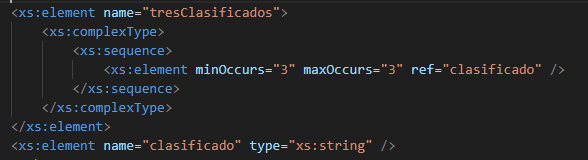 <xs:element name="tresClasificados">
<xs:complexType>
<xs:sequence>
<xs:element minOccurs="3" maxOccurs="3" ref="clasificado" />
</xs:sequence>
</xs:complexType>
</xs:element>
<xs:element name="clasificado" type="xs:string" />